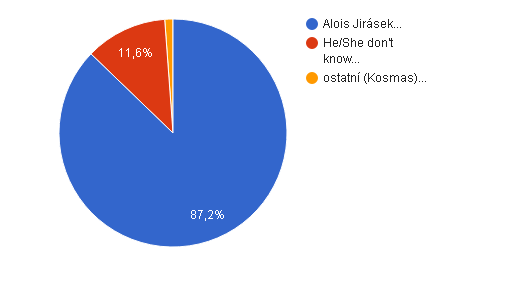 Alois Jirásek...
He/She don't
know...
ostatní (Kosmas)...
11,6%
87,2%